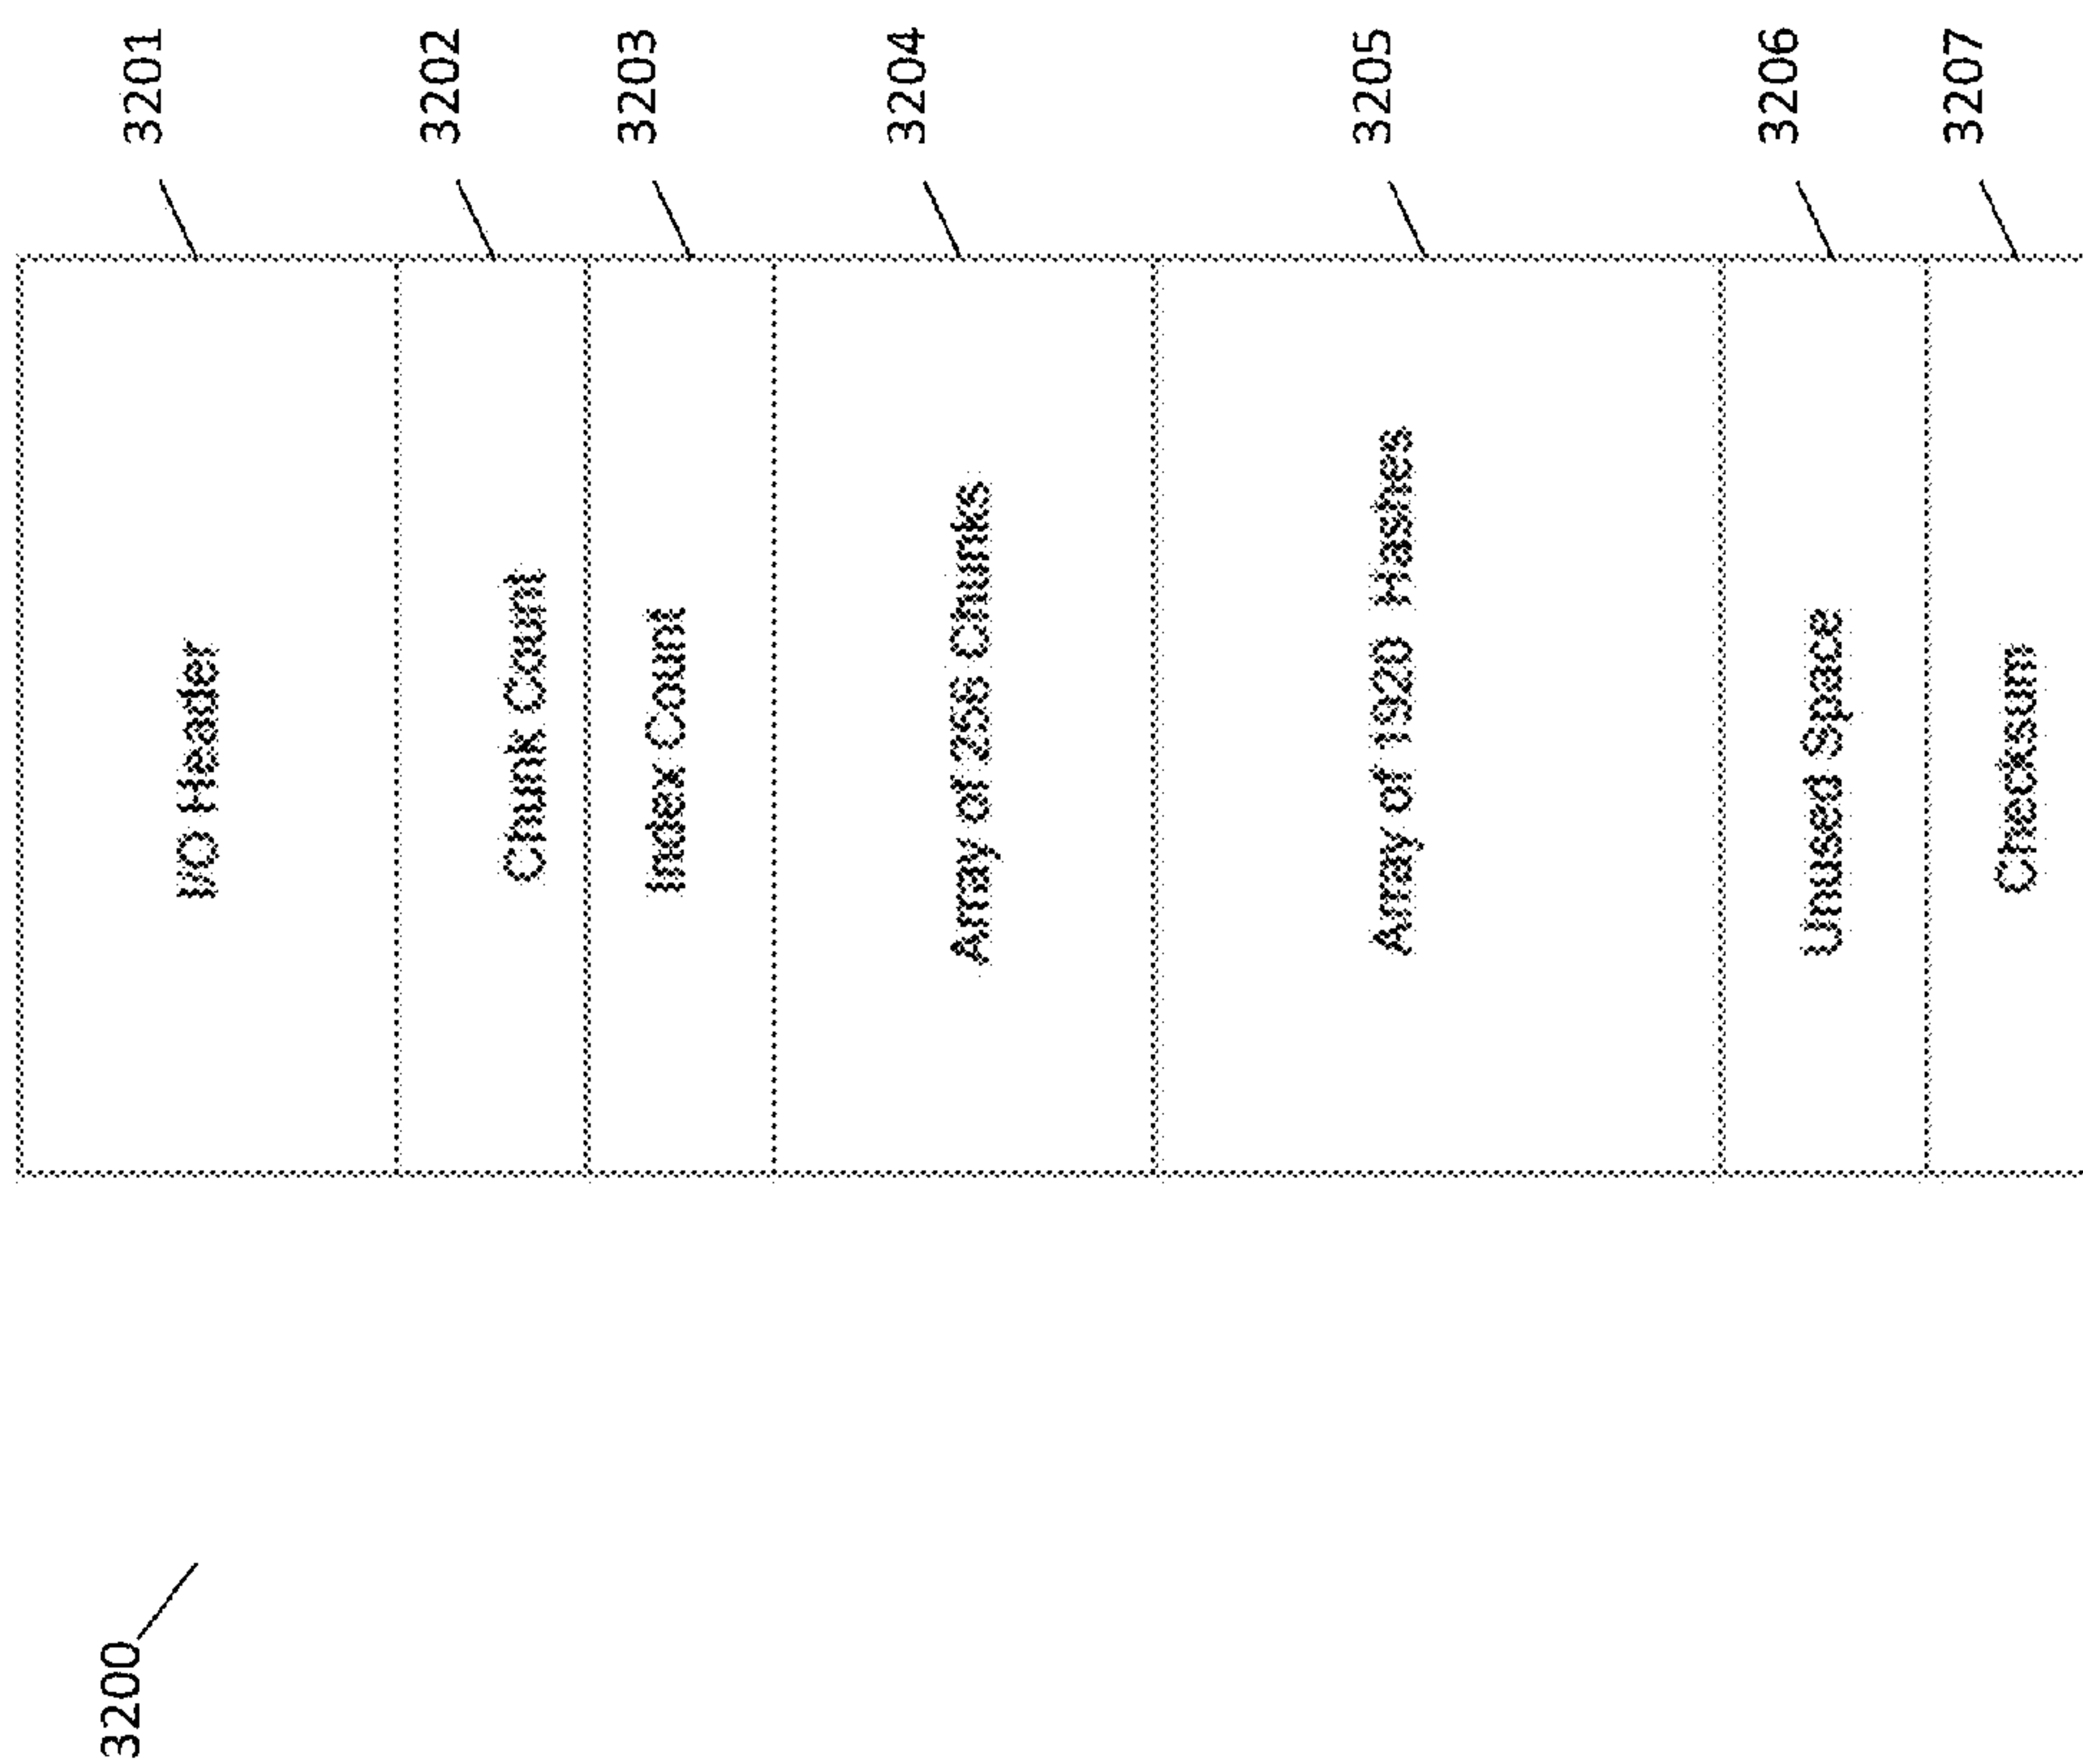 3200
I/O Header
3201
Chunk Count
3202
Index Count
3203
Array of 256 Chunks
3204
Array of 1920 Hashes
3205
Unused Space
3206
Checksum
3207